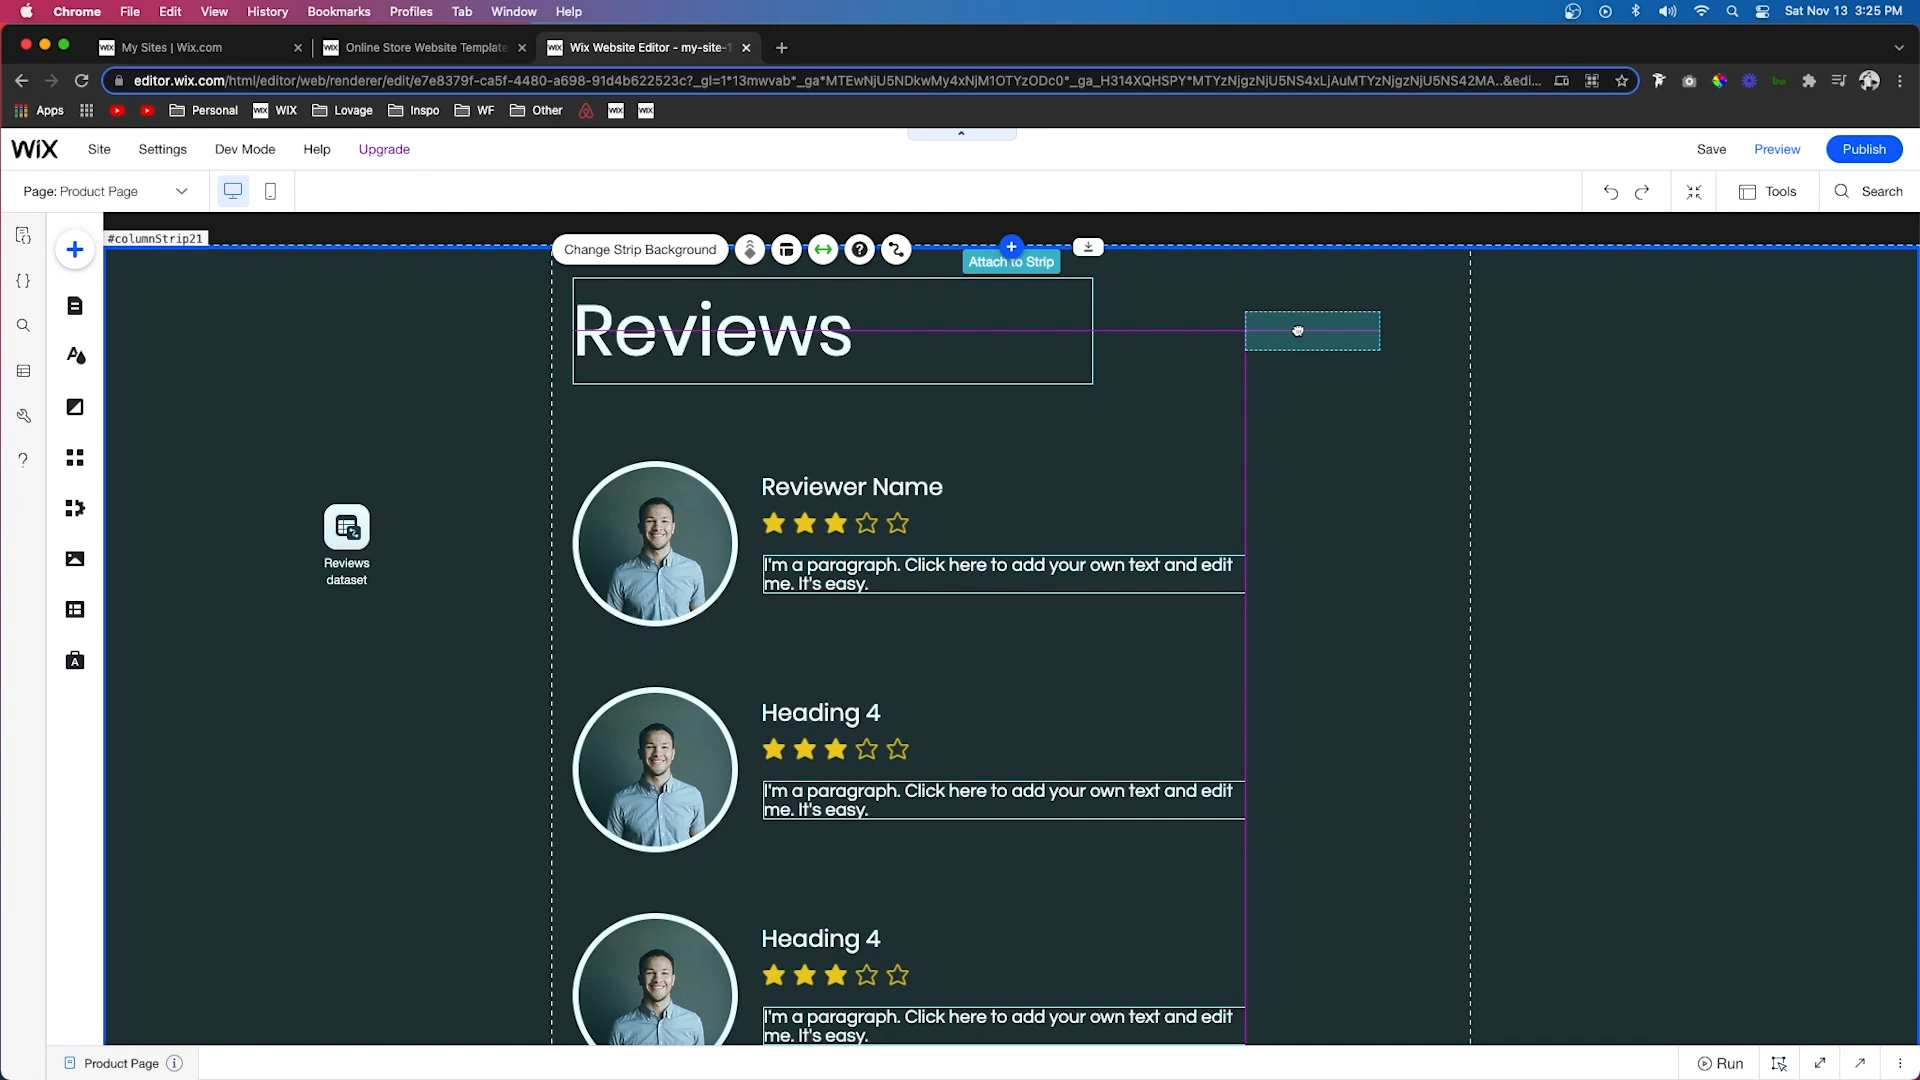 Chrome File Edit View History Bookmarks Profiles Tab Window Help Sat Nov 13 3:25 PM
WiX My Sites | Wix.com WiX Online Store Website Template WiX Wix Website Editor - my-site-1
editor.wix.com/html/editor/web/renderer/edit/e7e8379f-ca5f-4480-a698-91d4b622523c?_gl=1*13mwvab*_ga*MTEwNjU5NDkwMy4xNjM1OTYzODc0*_ga_H314XQHSPY*MTYzNjgzNjU5NS4xLjAuMTYzNjgzNjU5NS42MA..&edi...
Apps Personal WiX WIX Lovage Inspo WF Other WiX WiX
WiX Site Settings Dev Mode Help Upgrade Save Preview Publish
Page: Product Page Tools Search
#columnStrip21
Change Strip Background
Attach to Strip
Reviews
Reviewer Name
I'm a paragraph. Click here to add your own text and edit
me. It's easy.
Reviews
dataset
Heading 4
I'm a paragraph. Click here to add your own text and edit
me. It's easy.
Heading 4
I'm a paragraph. Click here to add your own text and edit
me. It's easy.
Product Page Run